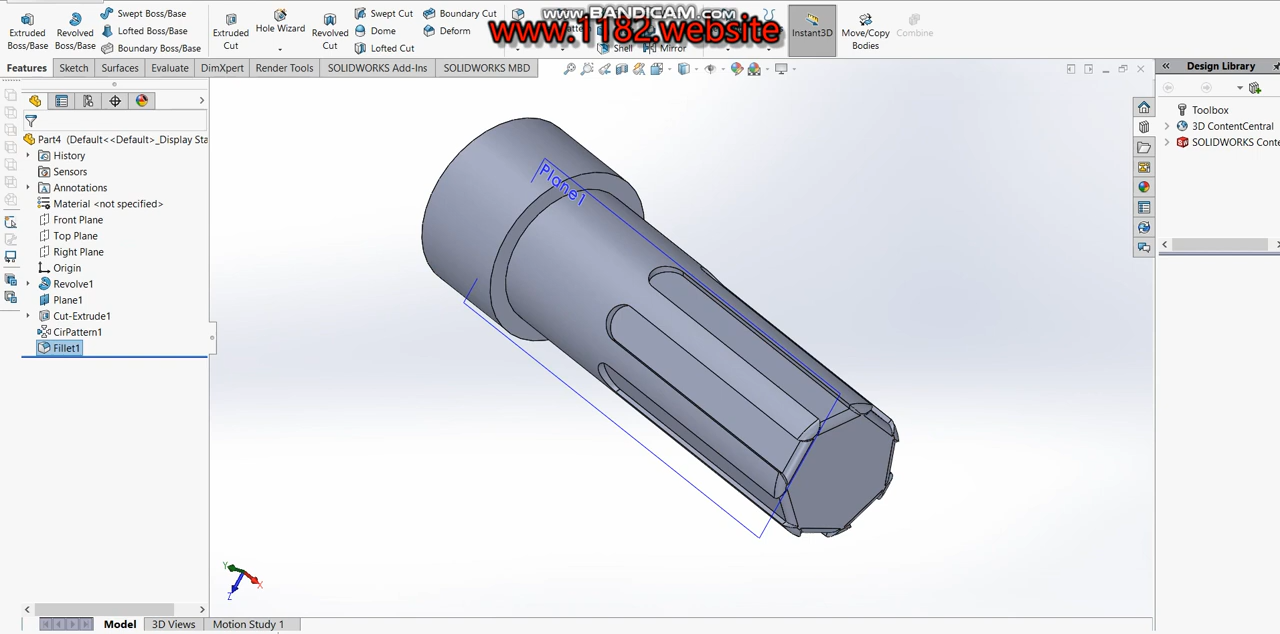 www.BANDICAM.com
www.1182.website
Extruded Boss/Base
Revolved Boss/Base
Swept Boss/Base
Lofted Boss/Base
Boundary Boss/Base
Extruded Cut
Hole Wizard
Revolved Cut
Swept Cut
Dome
Lofted Cut
Boundary Cut
Deform
Shell
Mirror
Instant3D
Move/Copy Bodies
Combine
Features
Sketch
Surfaces
Evaluate
DimXpert
Render Tools
SOLIDWORKS Add-Ins
SOLIDWORKS MBD
Design Library
Toolbox
3D ContentCentral
SOLIDWORKS Conte
Part4 (Default<<Default>_Display Sta
History
Sensors
Annotations
Material <not specified>
Front Plane
Top Plane
Right Plane
Origin
Revolve1
Plane1
Cut-Extrude1
CirPattern1
Fillet1
Plane1
Y
X
Z
Model
3D Views
Motion Study 1